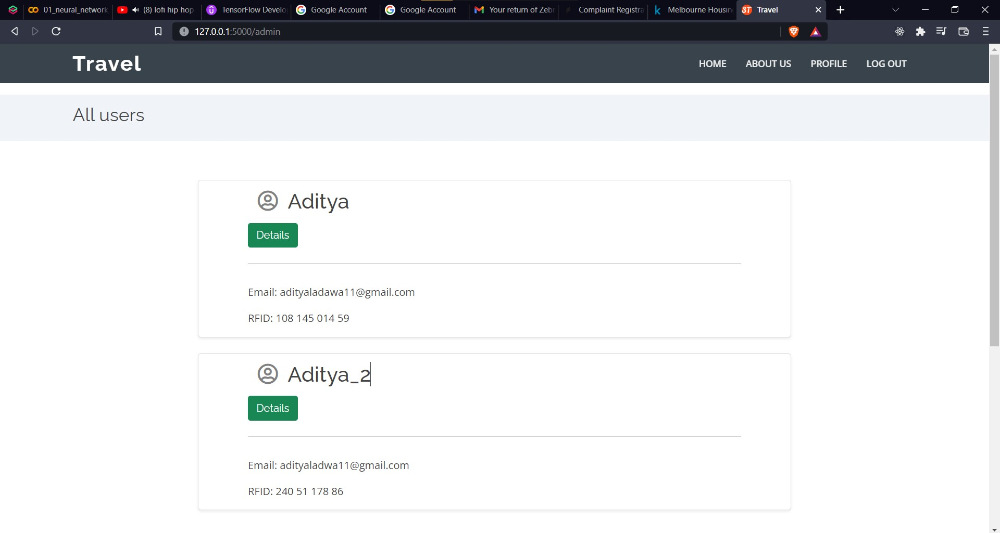 01_neural_network
(8) lofi hip hop
TensorFlow Develo
Google Account
Google Account
Your return of Zebr
Complaint Registra
Melbourne Housin
ST Travel
127.0.0.1:5000/admin
Travel
HOME ABOUT US PROFILE LOG OUT
All users
Aditya
Details
Email: adityaladawa11@gmail.com
RFID: 108 145 014 59
Aditya_2
Details
Email: adityaladwa11@gmail.com
RFID: 240 51 178 86